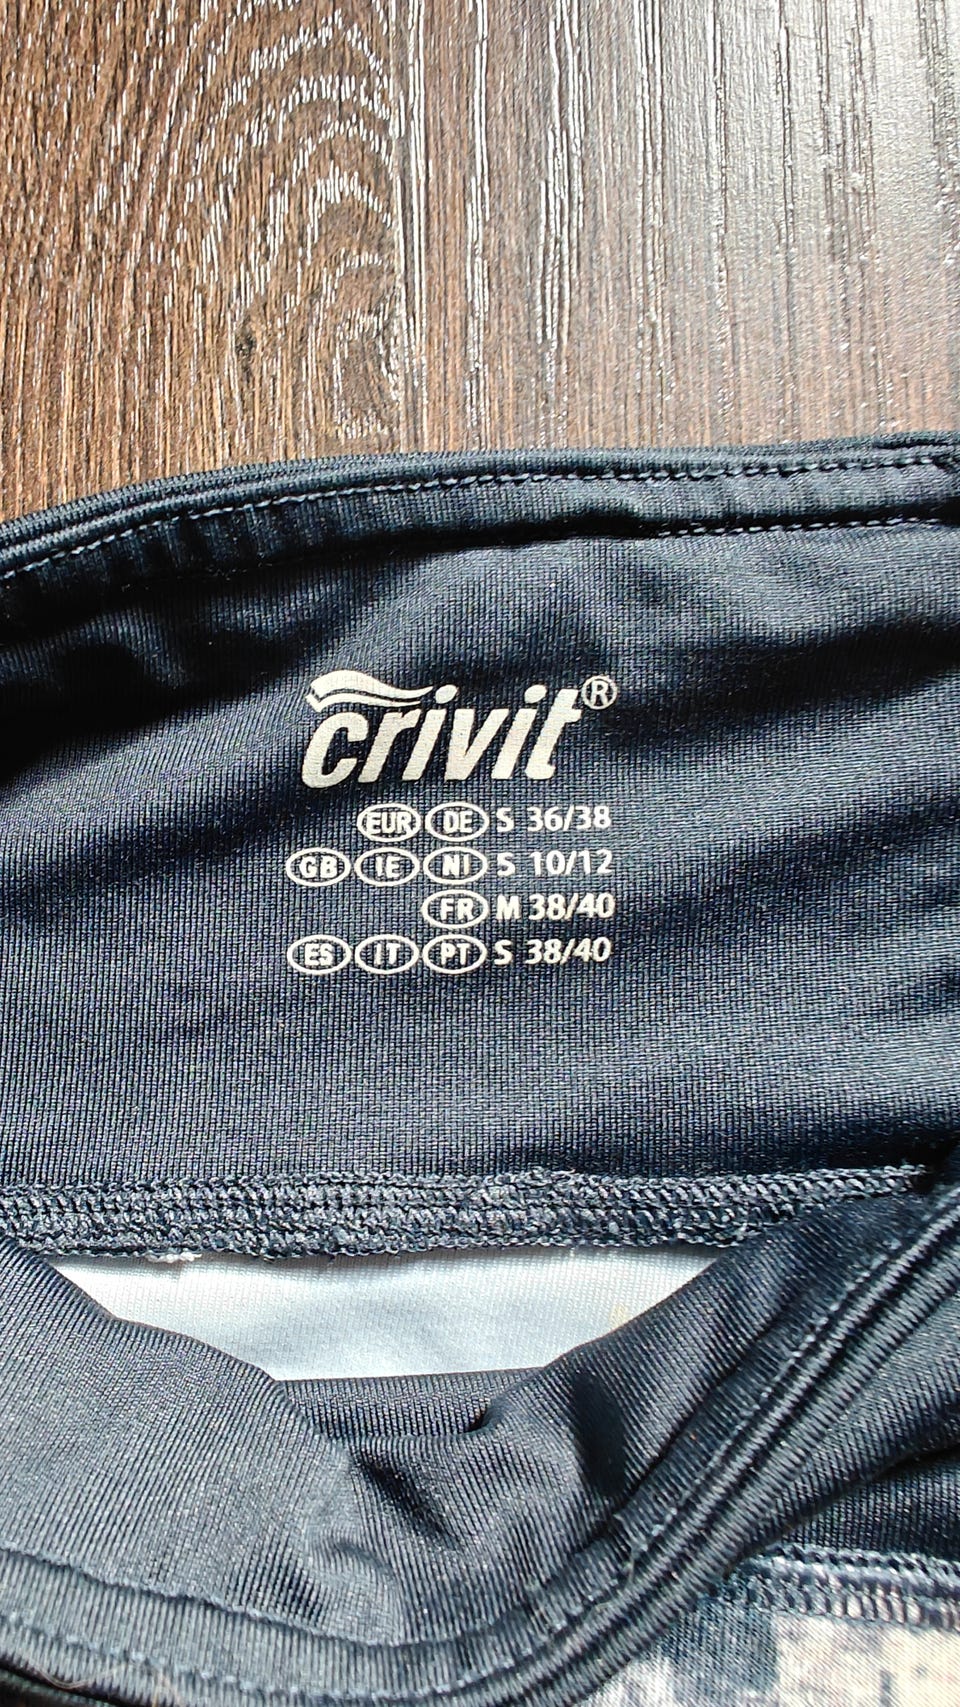 crivit®
EUR DE S 36/38
GB IE NI S 10/12
FR M 38/40
ES IT PT S 38/40